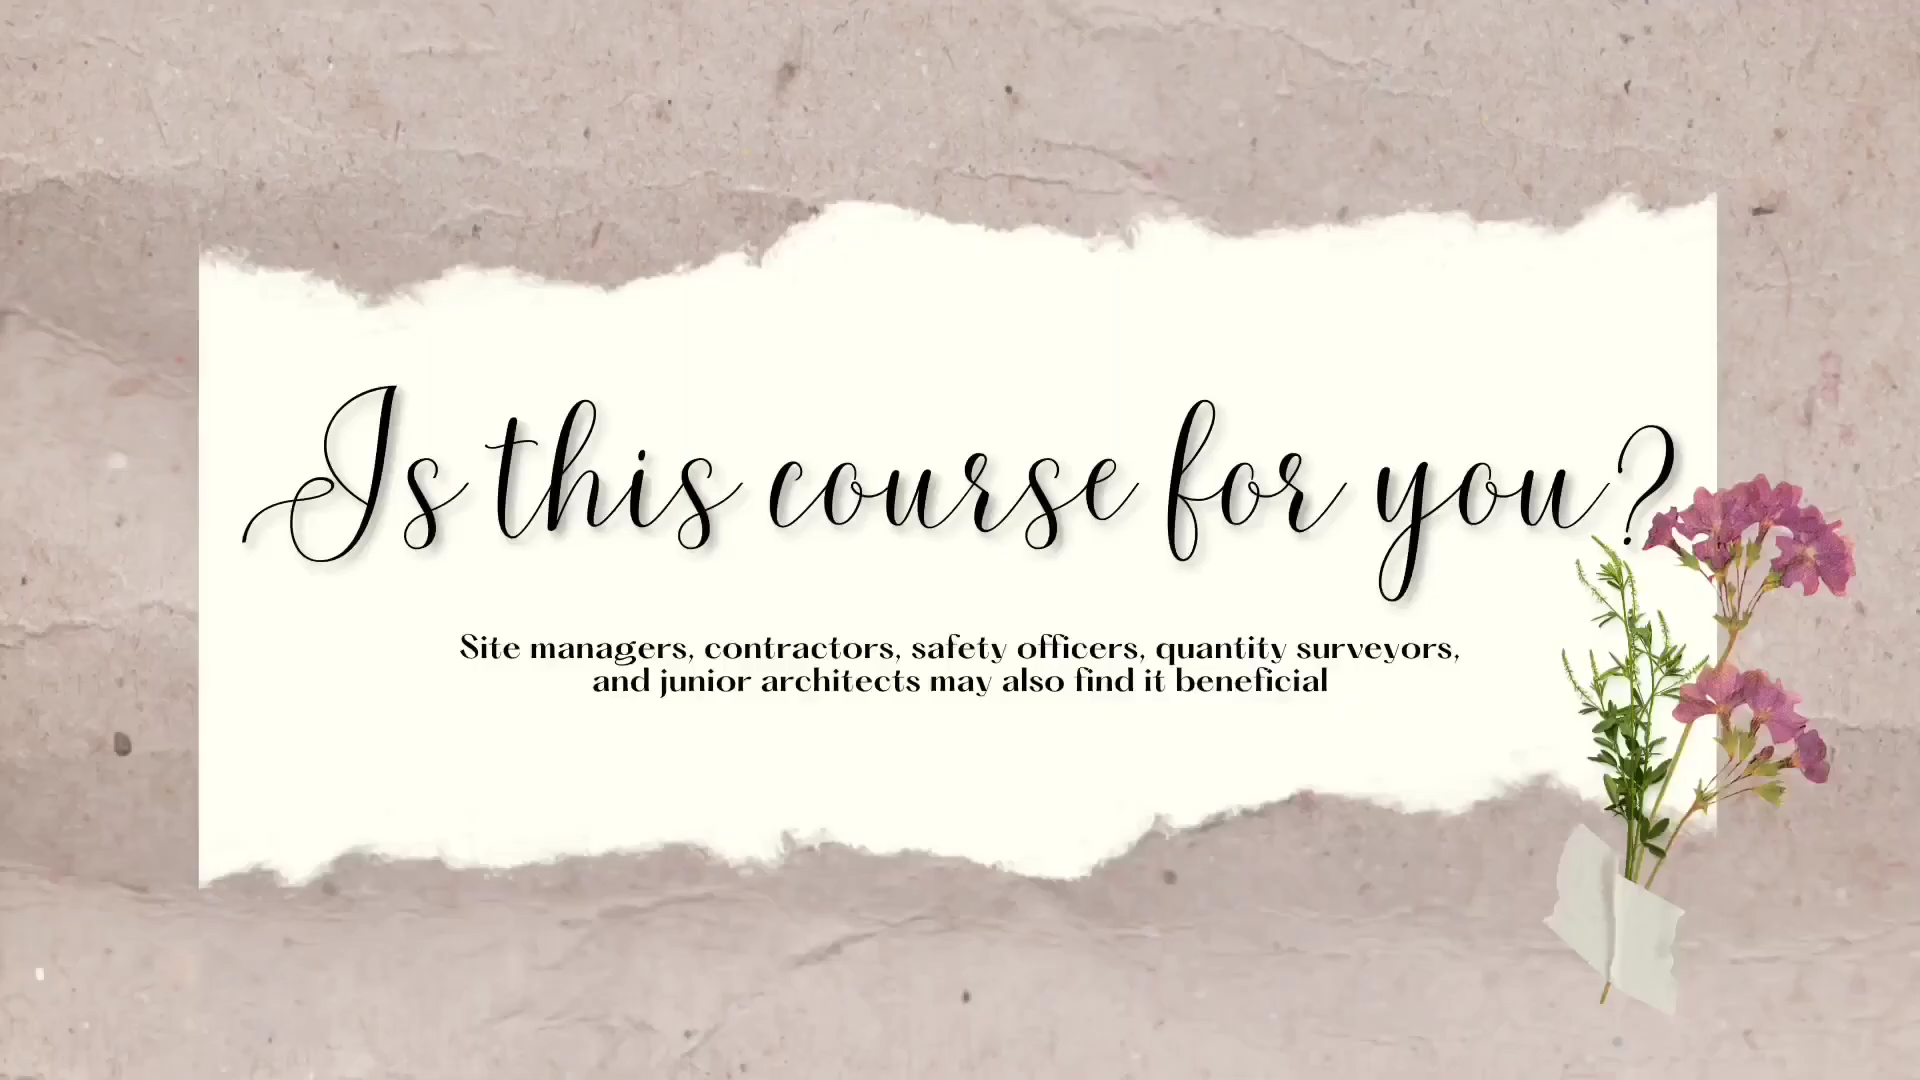 Is this course for you?
Site managers, contractors, safety officers, quantity surveyors,
and junior architects may also find it beneficial